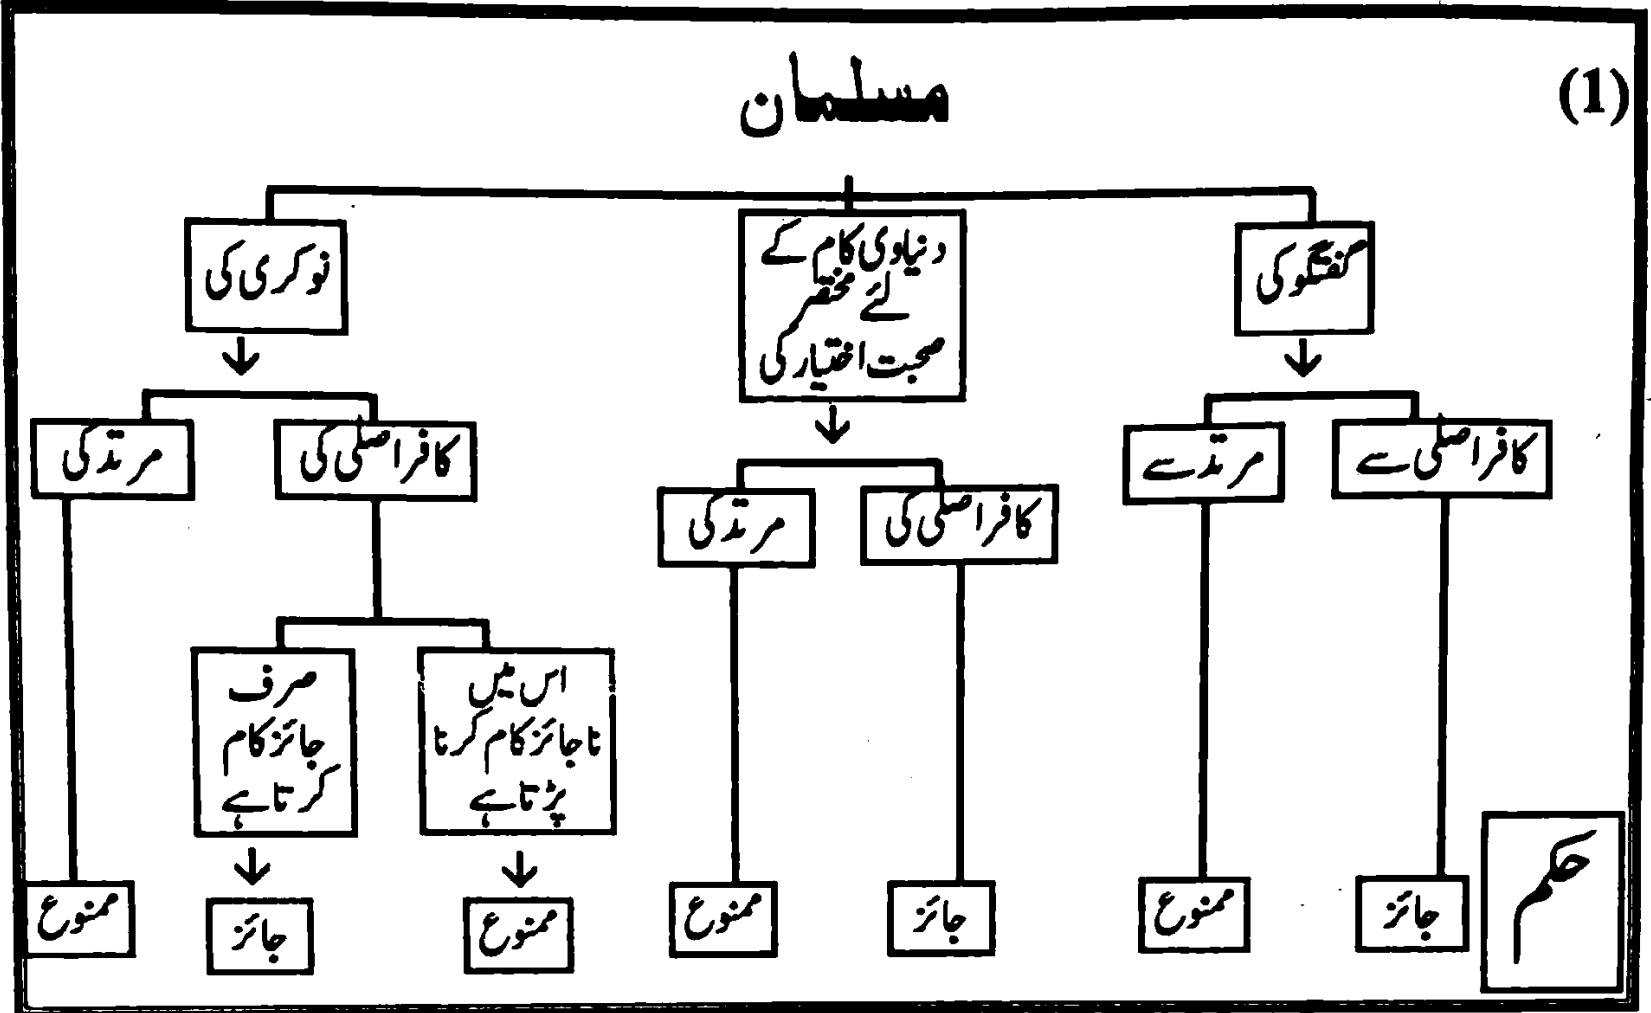 (1)
مسلمان
گفتگو کی
دنیاوی کام کے
لئے مختصر
صحبت اختیار کی
نوکری کی
کافر اصلی سے
مرتد سے
کافر اصلی کی
مرتد کی
کافر اصلی کی
مرتد کی
اس میں
ناجائز کام کرنا
پڑتا ہے
صرف
جائز کام
کرتا ہے
حکم
جائز
ممنوع
جائز
ممنوع
ممنوع
جائز
ممنوع